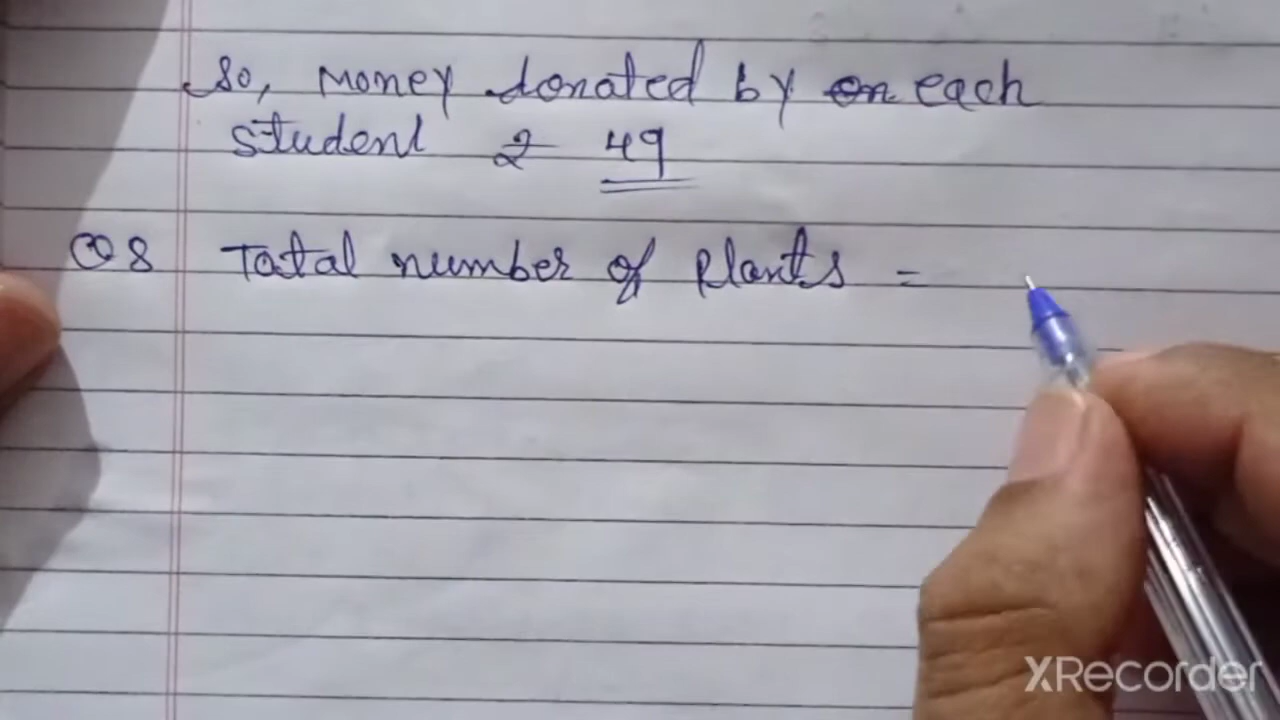 So, Money donated by on each
student = 49
Q8 Total number of Plants =
XRecorder